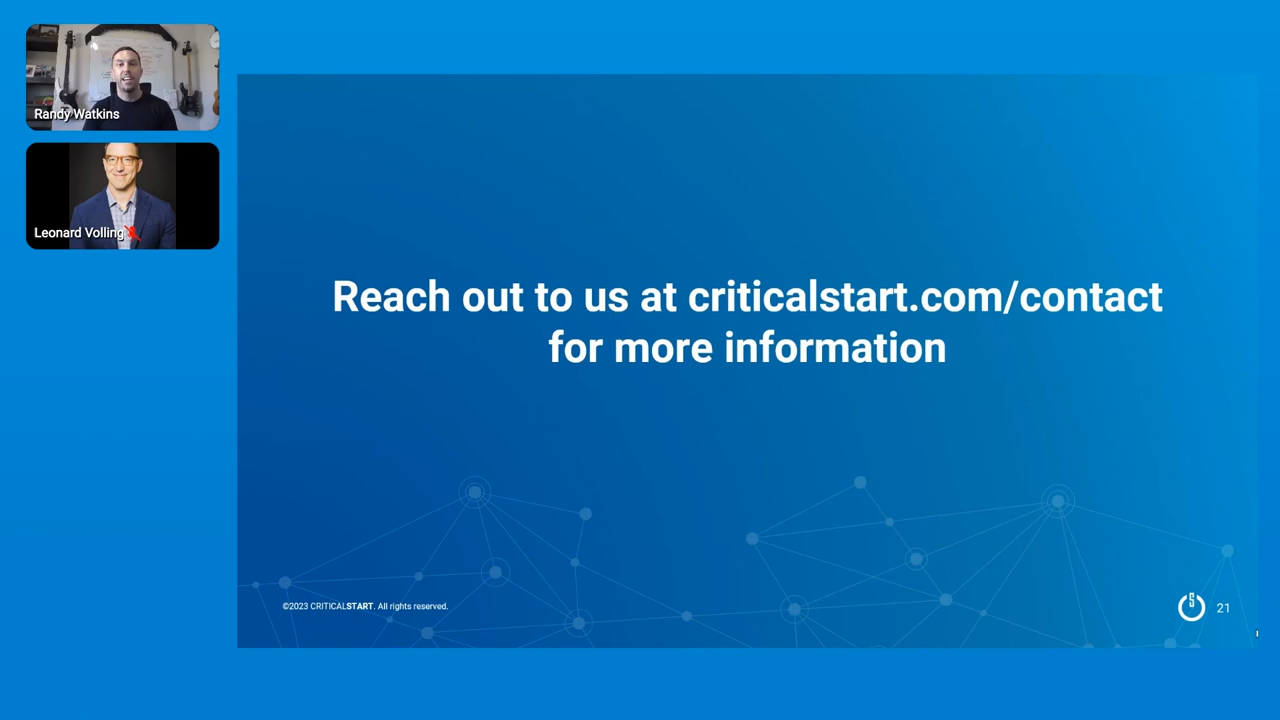 Randy Watkins
Leonard Volling
Reach out to us at criticalstart.com/contact
for more information
©2023 CRITICALSTART. All rights reserved.
21